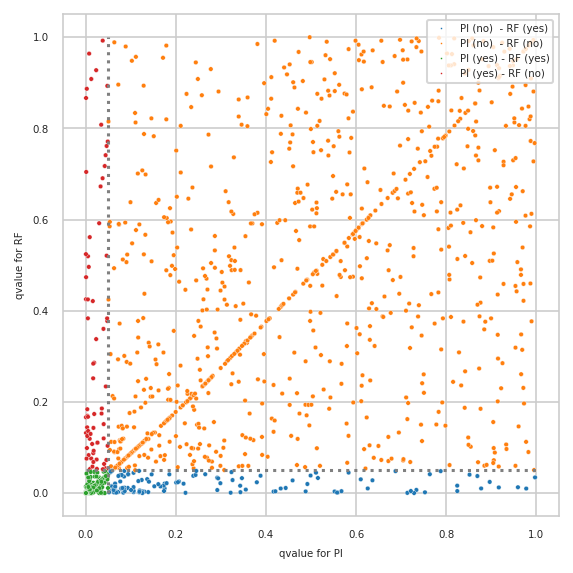 PI (no) - RF (yes)
PI (no) - RF (no)
PI (yes) - RF (yes)
PI (yes) - RF (no)
qvalue for RF
1.0
0.8
0.6
0.4
0.2
0.0
0.0 0.2 0.4 0.6 0.8 1.0
qvalue for PI